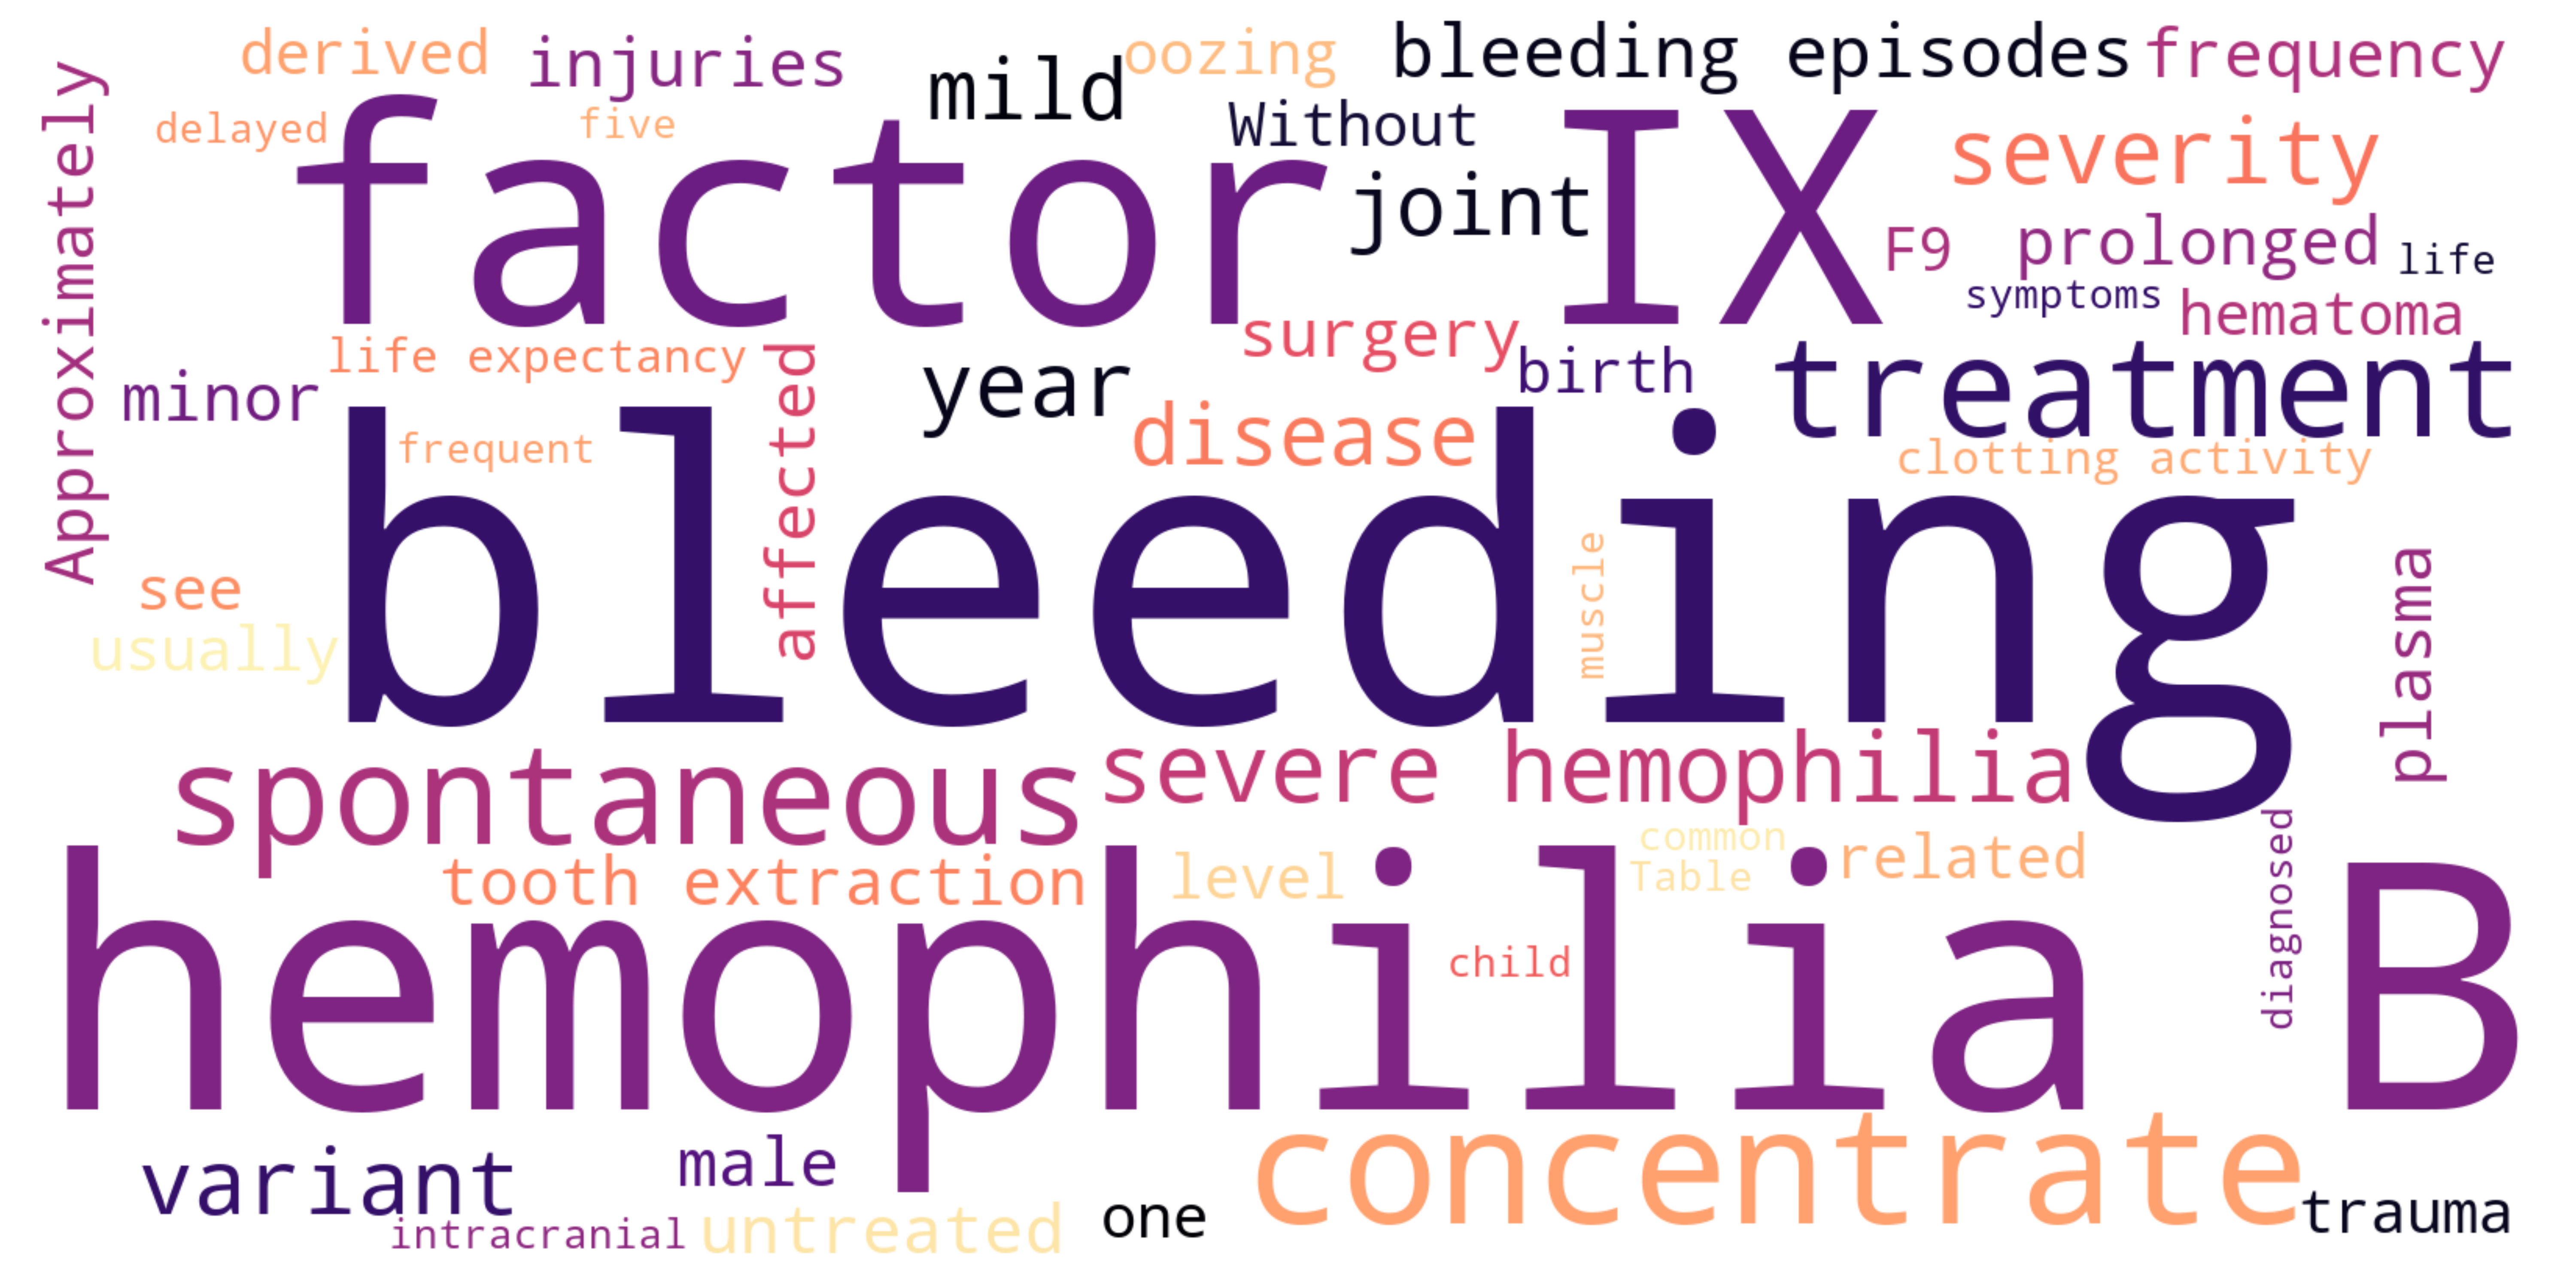 derived
injuries
mild
oozing
bleeding episodes
frequency
Approximately
delayed
five
Without
factor IX
joint
severity
F9
prolonged
life
symptoms
hematoma
surgery
life expectancy
affected
year
birth
treatment
minor
disease
frequent
clotting activity
bleeding
muscle
plasma
see
usually
spontaneous
severe hemophilia
common
tooth extraction
level
Table
related
diagnosed
hemophilia B
child
variant
male
concentrate
intracranial
untreated
one
trauma